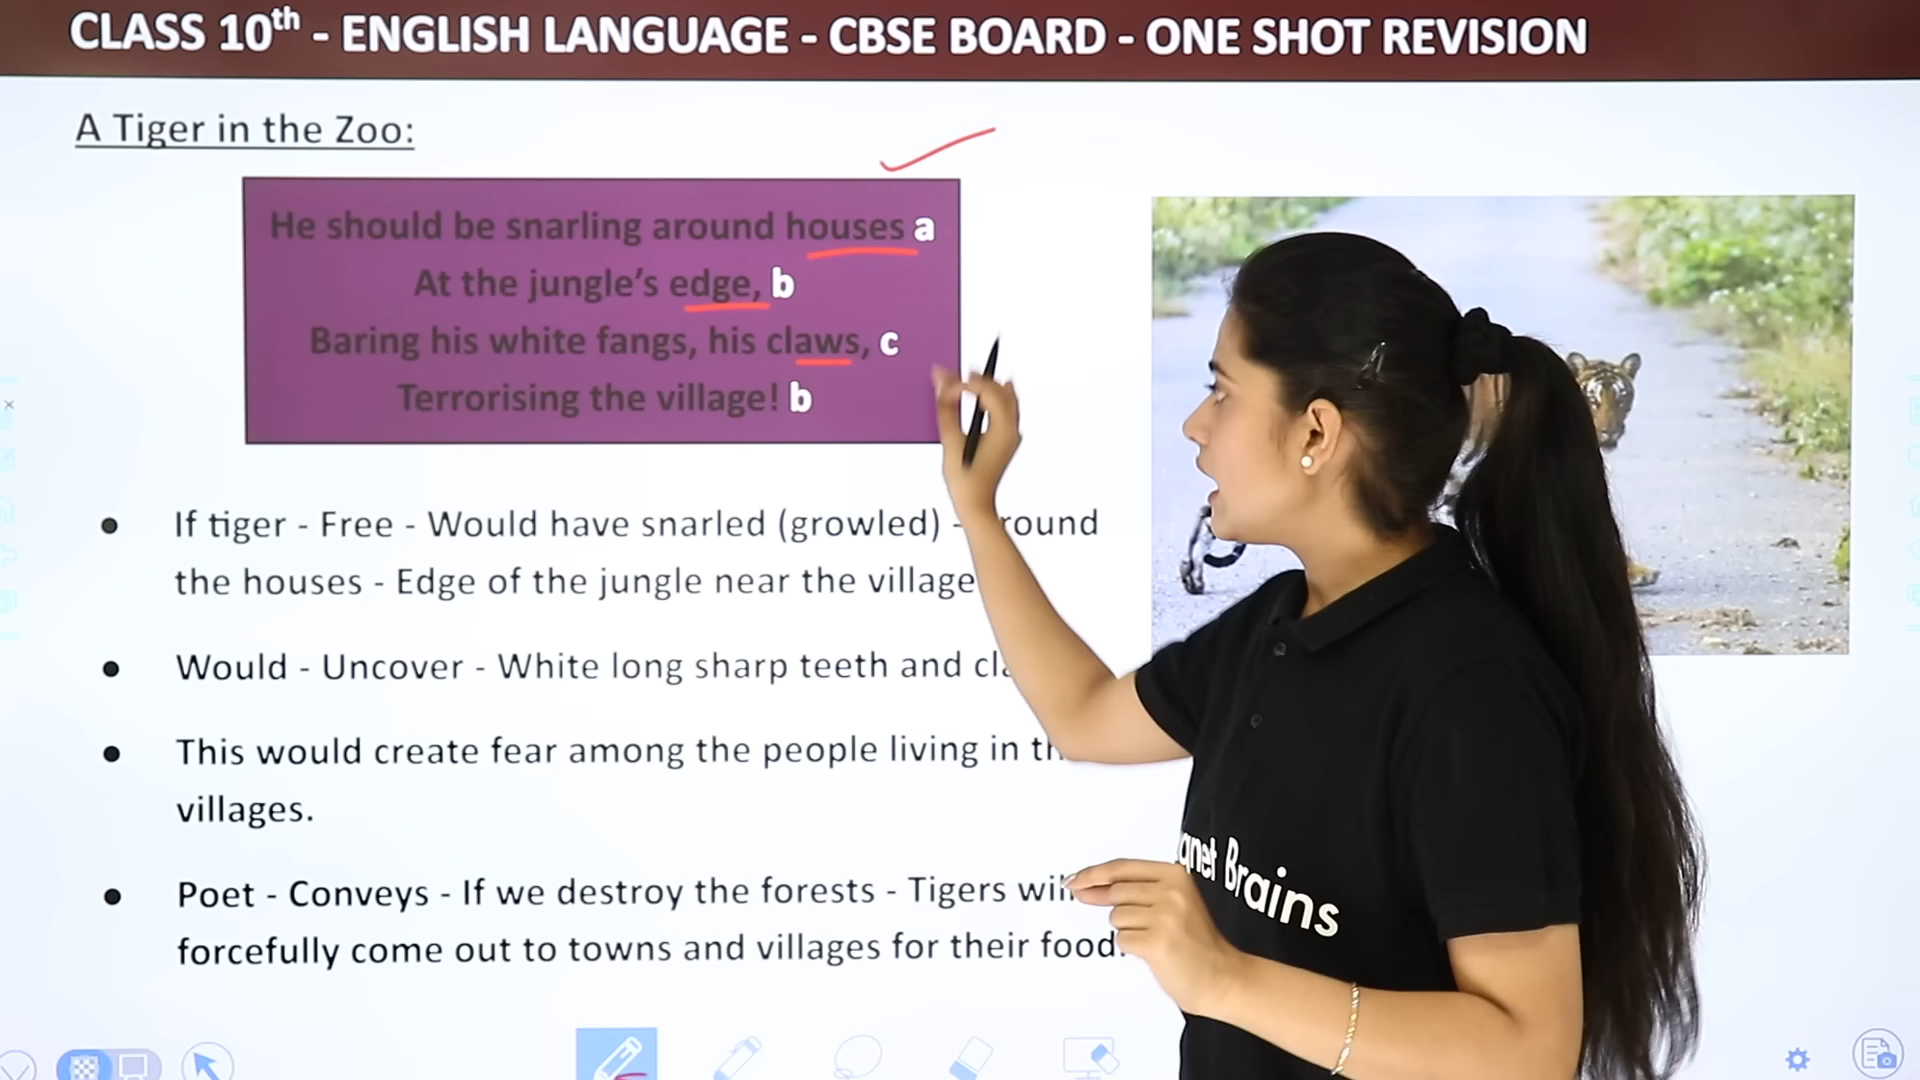 CLASS 10th - ENGLISH LANGUAGE - CBSE BOARD - ONE SHOT REVISION
A Tiger in the Zoo:
He should be snarling around houses a
At the jungle's edge, b
Baring his white fangs, his claws, c
Terrorising the village! b
• If tiger - Free - Would have snarled (growled) -
the houses - Edge of the jungle near the village
• Would - Uncover - White long sharp teeth and
• This would create fear among the people living in
villages.
• Poet - Conveys - If we destroy the forests - Tigers
forcefully come out to towns and villages for their food.
Brains